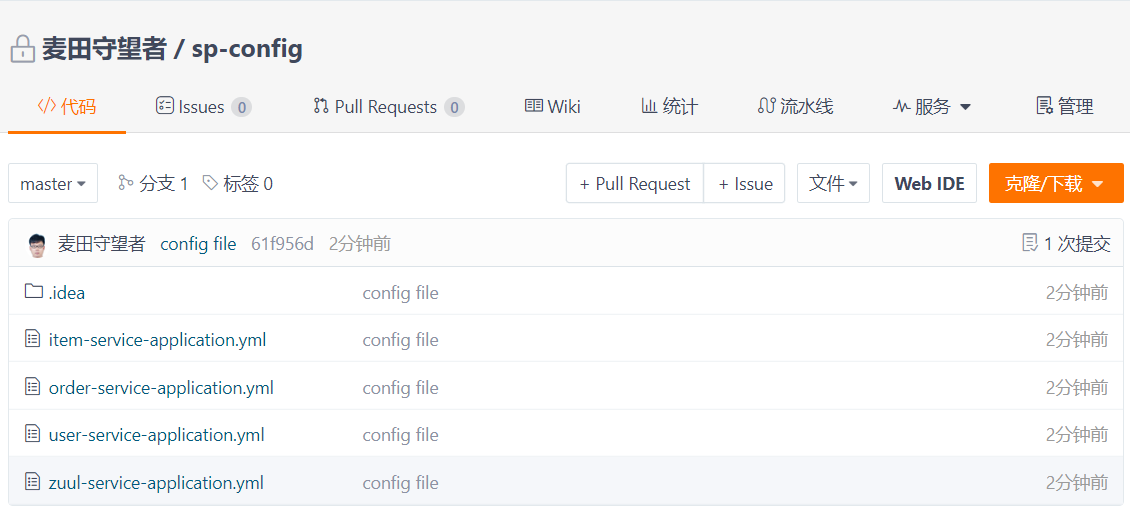 麦田守望者 / sp-config
代码 Issues 0 Pull Requests 0 Wiki 统计 流水线 服务 管理
master 分支 1 标签 0 + Pull Request + Issue 文件 Web IDE 克隆/下载
麦田守望者 config file 61f956d 2分钟前 1 次提交
.idea config file 2分钟前
item-service-application.yml config file 2分钟前
order-service-application.yml config file 2分钟前
user-service-application.yml config file 2分钟前
zuul-service-application.yml config file 2分钟前